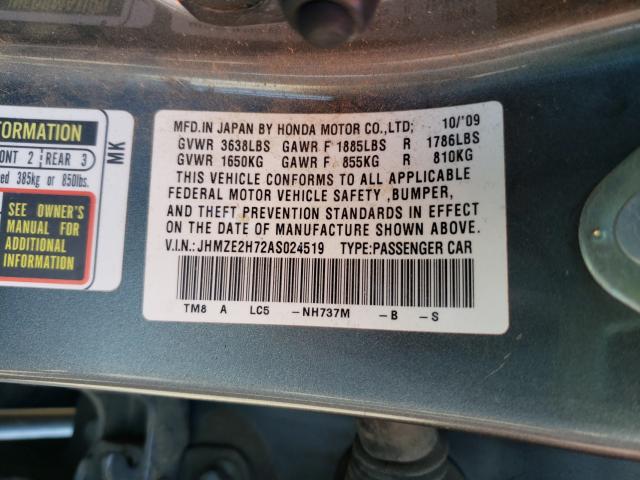 FORMATION
ONT 2 REAR 3
ed 385kg or 850lbs.
SEE OWNER'S
MANUAL FOR
ADDITIONAL
INFORMATION
MK
MFD.IN JAPAN BY HONDA MOTOR CO.,LTD; 10/'09
GVWR 3638LBS GAWR F 1885LBS R 1786LBS
GVWR 1650KG GAWR F 855KG R 810KG
THIS VEHICLE CONFORMS TO ALL APPLICABLE
FEDERAL MOTOR VEHICLE SAFETY ,BUMPER,
AND THEFT PREVENTION STANDARDS IN EFFECT
ON THE DATE OF MANUFACTURE SHOWN ABOVE.
V.I.N.:JHMZE2H72AS024519 TYPE:PASSENGER CAR
TM8 A LC5 -NH737M -B -S